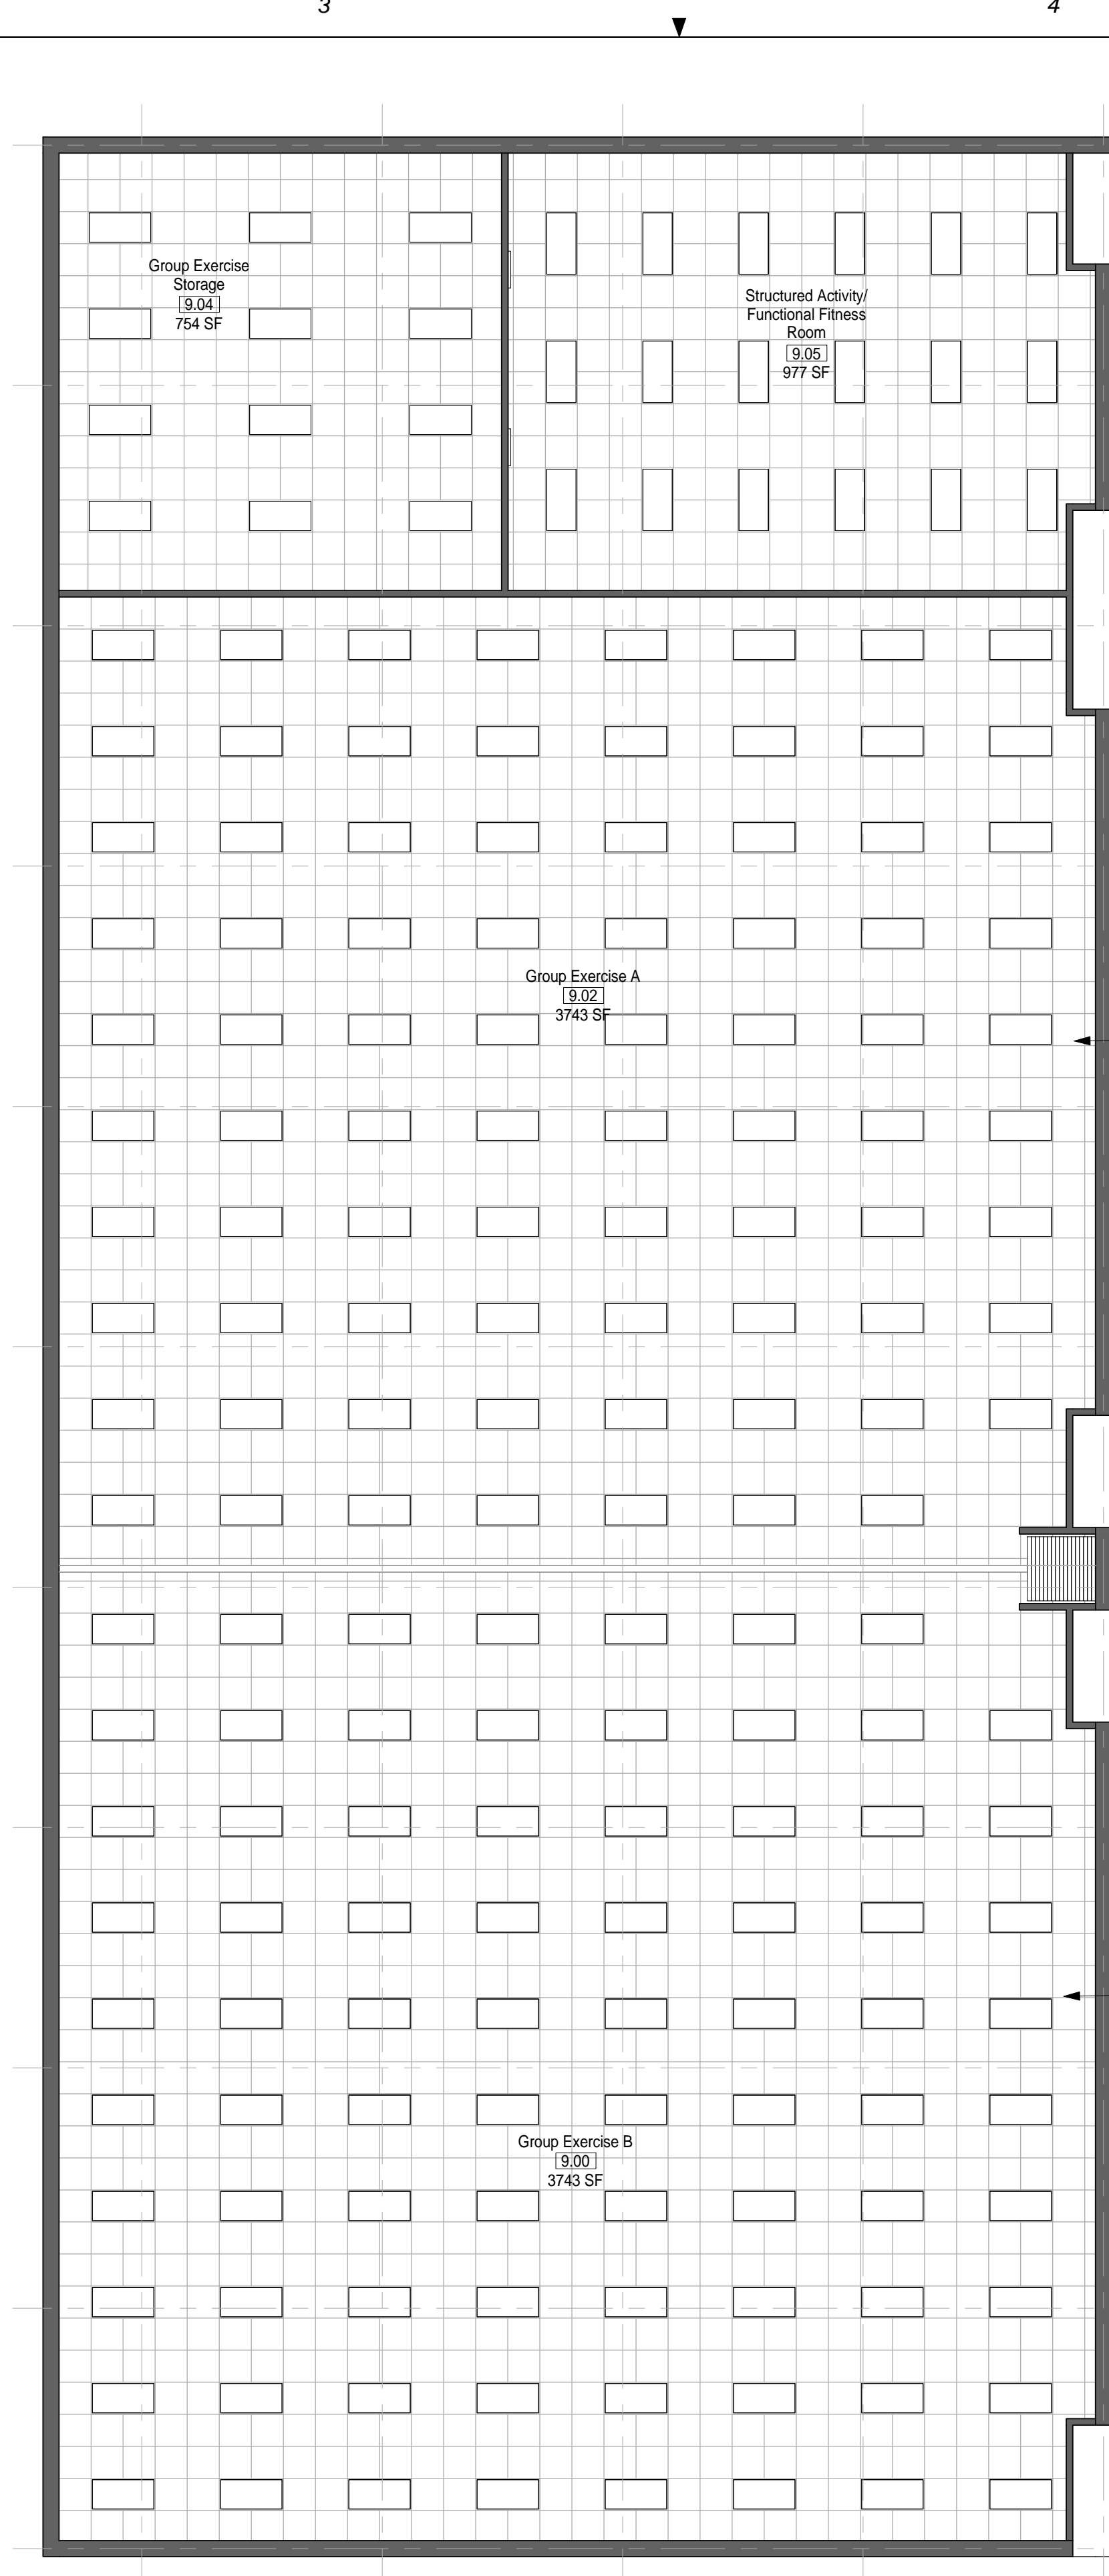 3
4
Group Exercise
Storage
9.04
754 SF
Structured Activity/
Functional Fitness
Room
9.05
977 SF
Group Exercise A
9.02
3743 SF
Group Exercise B
9.00
3743 SF